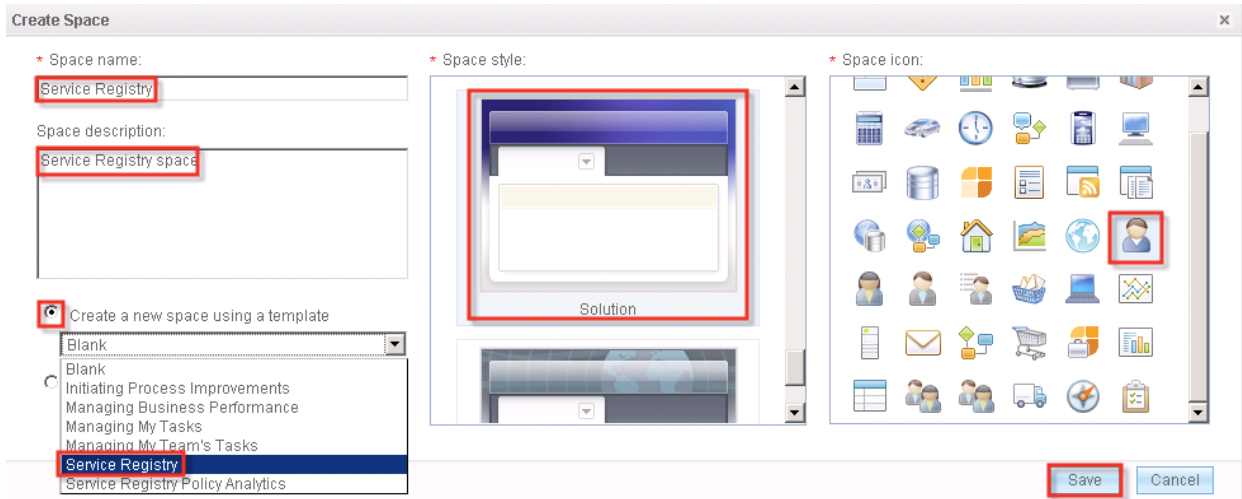 Create Space
* Space name:
Service Registry
Space description:
Service Registry space
Create a new space using a template
Blank
Blank
Initiating Process Improvements
Managing Business Performance
Managing My Tasks
Managing My Team's Tasks
Service Registry
Service Registry Policy Analytics
* Space style:
Solution
* Space icon:
Save
Cancel